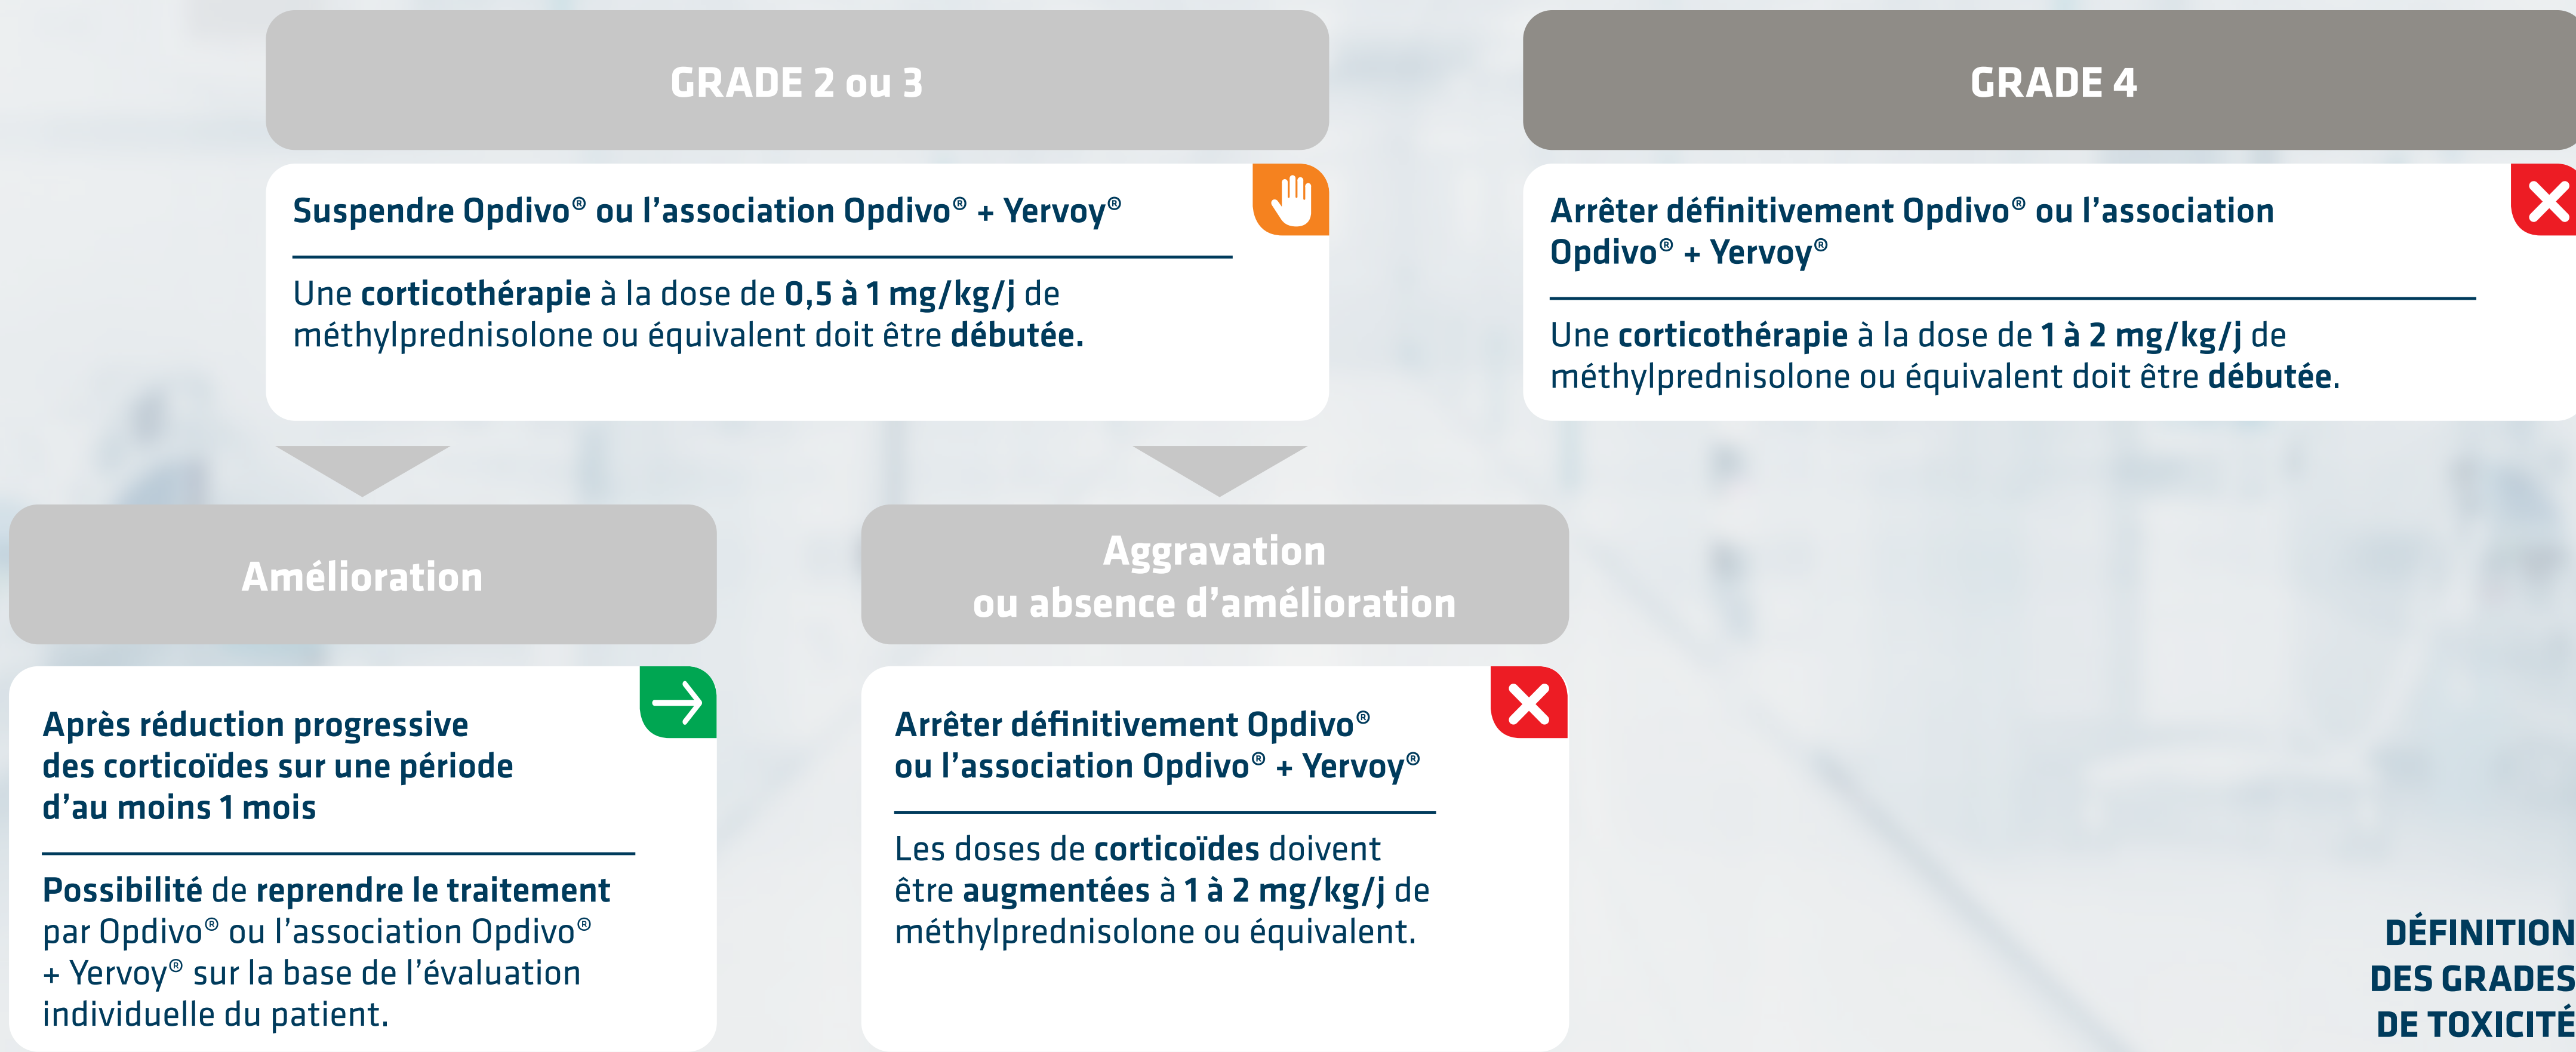 GRADE 2 ou 3
Suspendre Opdivo® ou l’association Opdivo® + Yervoy®
Une corticothérapie à la dose de 0,5 à 1 mg/kg/j de
méthylprednisolone ou équivalent doit être débutée.
GRADE 4
Arrêter définitivement Opdivo® ou l’association
Opdivo® + Yervoy®
Une corticothérapie à la dose de 1 à 2 mg/kg/j de
méthylprednisolone ou équivalent doit être débutée.
Amélioration
Après réduction progressive
des corticoïdes sur une période
d’au moins 1 mois
Possibilité de reprendre le traitement
par Opdivo® ou l’association Opdivo®
+ Yervoy® sur la base de l’évaluation
individuelle du patient.
Aggravation
ou absence d’amélioration
Arrêter définitivement Opdivo®
ou l’association Opdivo® + Yervoy®
Les doses de corticoïdes doivent
être augmentées à 1 à 2 mg/kg/j de
méthylprednisolone ou équivalent.
DÉFINITION
DES GRADES
DE TOXICITÉ